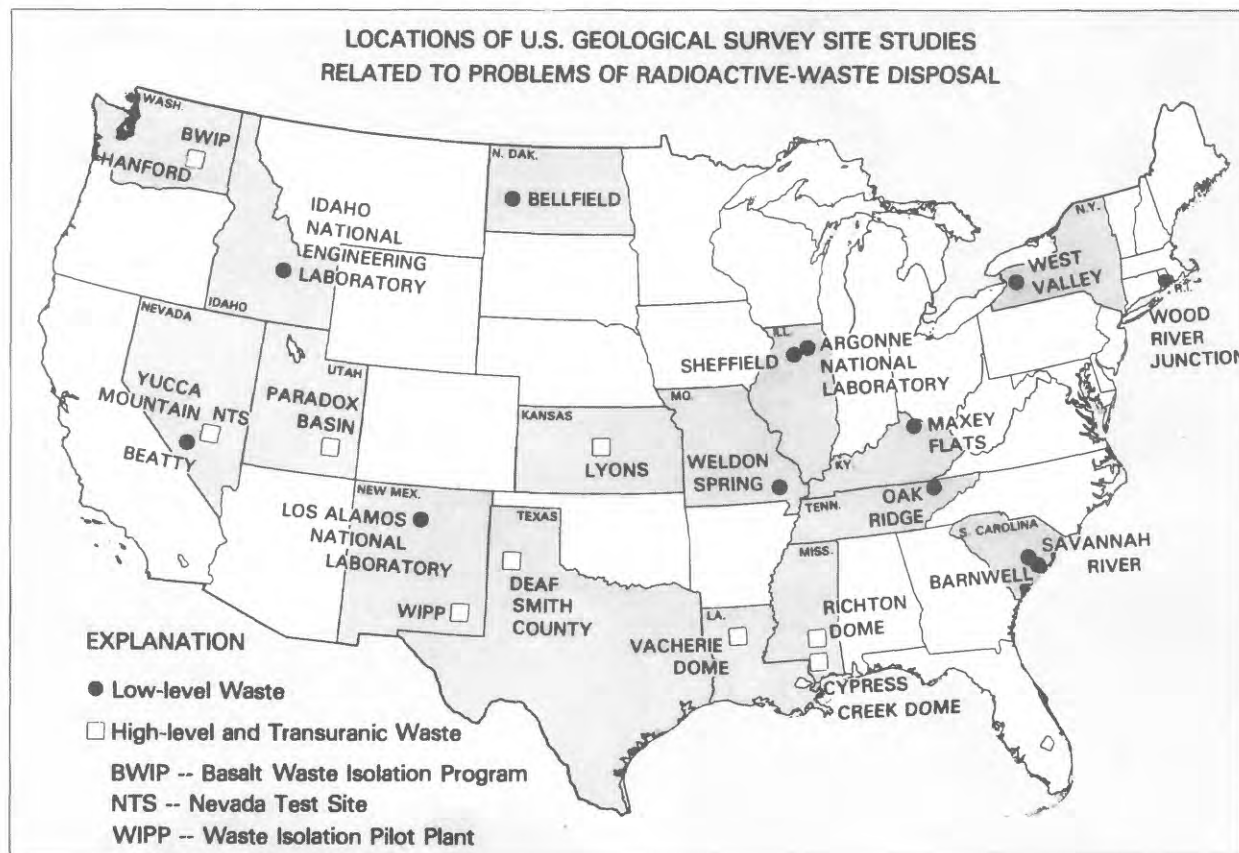 LOCATIONS OF U.S. GEOLOGICAL SURVEY SITE STUDIES
RELATED TO PROBLEMS OF RADIOACTIVE-WASTE DISPOSAL
WASH.
BWIP
HANFORD
N. DAK.
BELLFIELD
IDAHO
NATIONAL
ENGINEERING
LABORATORY
IDAHO
N.Y.
WEST
VALLEY
R.I.
WOOD
RIVER
JUNCTION
NEVADA
YUCCA
MOUNTAIN NTS
BEATTY
UTAH
PARADOX
BASIN
ILL.
SHEFFIELD
ARGONNE
NATIONAL
LABORATORY
KANSAS
LYONS
MO.
WELDON
SPRING
MAXEY
FLATS
KY.
TENN.
OAK
RIDGE
NEW MEX.
LOS ALAMOS
NATIONAL
LABORATORY
WIPP
TEXAS
DEAF
SMITH
COUNTY
S. CAROLINA
SAVANNAH
RIVER
BARNWELL
MISS.
RICHTON
DOME
LA.
VACHERIE
DOME
CYPRESS
CREEK DOME
EXPLANATION
Low-level Waste
High-level and Transuranic Waste
BWIP -- Basalt Waste Isolation Program
NTS -- Nevada Test Site
WIPP -- Waste Isolation Pilot Plant